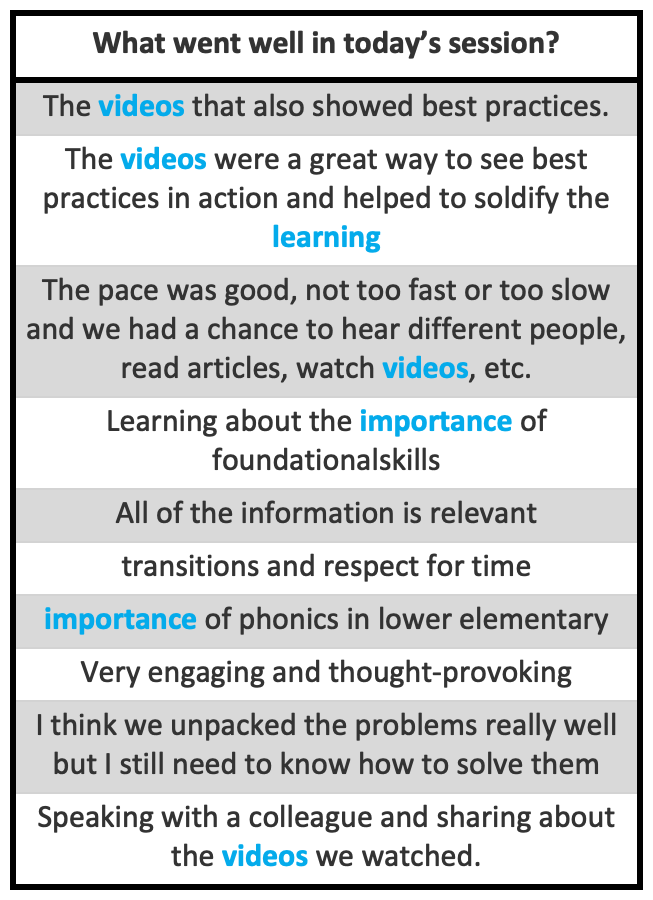 What went well in today’s session?
The videos that also showed best practices.
The videos were a great way to see best
practices in action and helped to soldify the
learning
The pace was good, not too fast or too slow
and we had a chance to hear different people,
read articles, watch videos, etc.
Learning about the importance of
foundationalskills
All of the information is relevant
transitions and respect for time
importance of phonics in lower elementary
Very engaging and thought-provoking
I think we unpacked the problems really well
but I still need to know how to solve them
Speaking with a colleague and sharing about
the videos we watched.